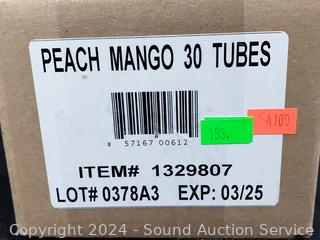 PEACH MANGO 30 TUBES
8 57167 00612
4100
ITEM# 1329807
LOT# 0378A3 EXP: 03/25
Copyright 2024 - Sound Auction Service